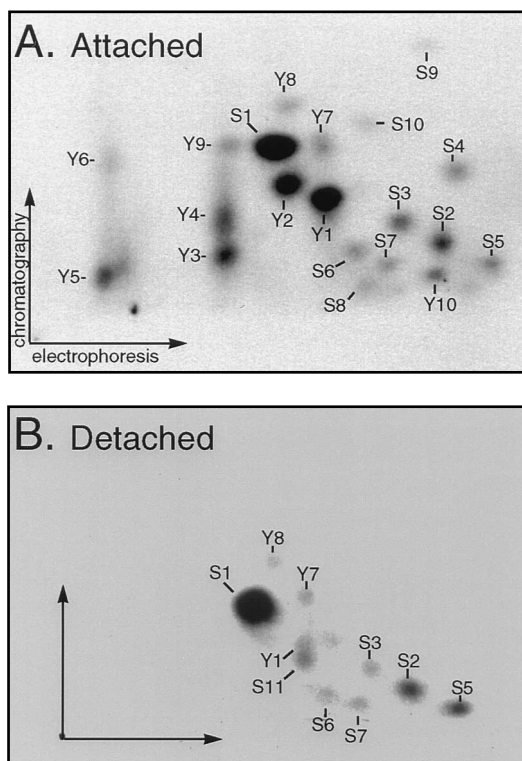 A. Attached
S9
Y8
S1
Y7
S10
Y9-
Y6-
S4
Y4-
Y2
Y1
S3
S2
Y3-
S6
S7
S5
Y5-
S8
Y10
chromatography
electrophoresis
B. Detached
Y8
S1
Y7
Y1
S3
S2
S11
S5
S6
S7